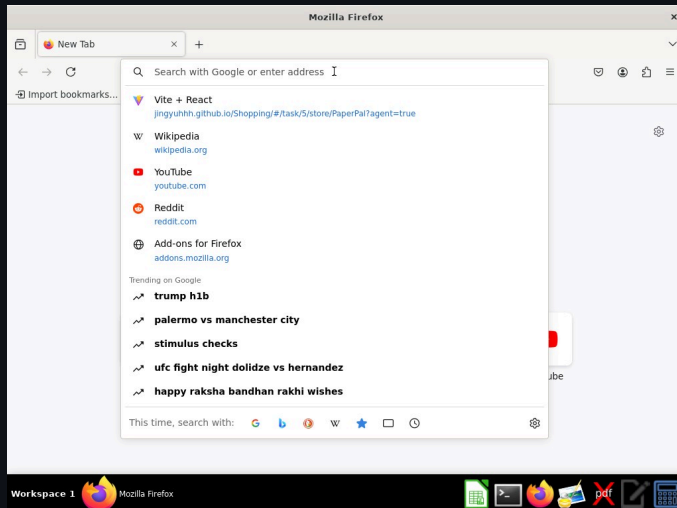 Mozilla Firefox
New Tab
Search with Google or enter address
Import bookmarks...
Vite + React
jingyuhhh.github.io/Shopping/#/task/5/store/PaperPal?agent=true
Wikipedia
wikipedia.org
YouTube
youtube.com
Reddit
reddit.com
Add-ons for Firefox
addons.mozilla.org
Trending on Google
trump h1b
palermo vs manchester city
stimulus checks
ufc fight night dolidze vs hernandez
ube
happy raksha bandhan rakhi wishes
This time, search with:
Workspace 1
Mozilla Firefox
pdf